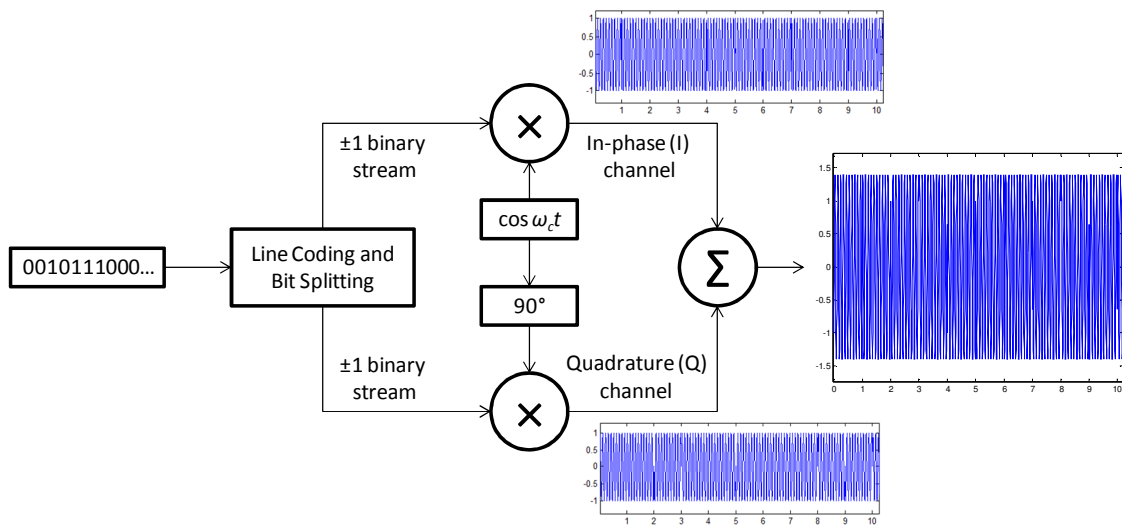 1
0.5
0
-0.5
-1
1 2 3 4 5 6 7 8 9 10
×
±1 binary
stream
In-phase (I)
channel
cos ω_c t
0010111000...
Line Coding and
Bit Splitting
Σ
90°
±1 binary
stream
Quadrature (Q)
channel
×
1.5
1
0.5
0
-0.5
-1
-1.5
0 1 2 3 4 5 6 7 8 9 10
1
0.5
0
-0.5
-1
1 2 3 4 5 6 7 8 9 10